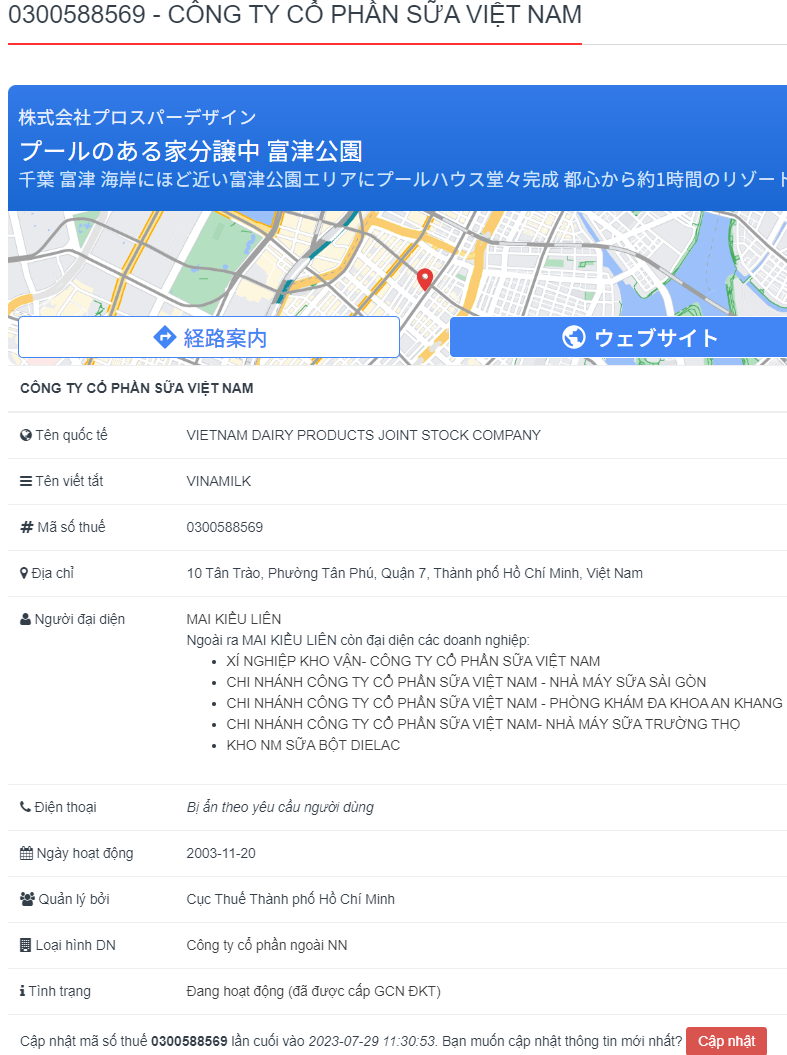 0300588569 - CÔNG TY CỔ PHẦN SỮA VIỆT NAM
株式会社プロスパーデザイン
プールのある家分譲中 富津公園
千葉 富津 海岸にほど近い富津公園エリアにプールハウス堂々完成 都心から約1時間のリゾート
経路案内
ウェブサイト
CÔNG TY CỔ PHẦN SỮA VIỆT NAM
Tên quốc tế VIETNAM DAIRY PRODUCTS JOINT STOCK COMPANY
Tên viết tắt VINAMILK
Mã số thuế 0300588569
Địa chỉ 10 Tân Trào, Phường Tân Phú, Quận 7, Thành phố Hồ Chí Minh, Việt Nam
Người đại diện MAI KIỀU LIÊN
Ngoài ra MAI KIỀU LIÊN còn đại diện các doanh nghiệp:
• XÍ NGHIỆP KHO VẬN- CÔNG TY CỔ PHẦN SỮA VIỆT NAM
• CHI NHÁNH CÔNG TY CỔ PHẦN SỮA VIỆT NAM - NHÀ MÁY SỮA SÀI GÒN
• CHI NHÁNH CÔNG TY CỔ PHẦN SỮA VIỆT NAM - PHÒNG KHÁM ĐA KHOA AN KHANG
• CHI NHÁNH CÔNG TY CỔ PHẦN SỮA VIỆT NAM- NHÀ MÁY SỮA TRƯỜNG THỌ
• KHO NM SỮA BỘT DIELAC
Điện thoại Bị ẩn theo yêu cầu người dùng
Ngày hoạt động 2003-11-20
Quản lý bởi Cục Thuế Thành phố Hồ Chí Minh
Loại hình DN Công ty cổ phần ngoài NN
Tình trạng Đang hoạt động (đã được cấp GCN ĐKT)
Cập nhật mã số thuế 0300588569 lần cuối vào 2023-07-29 11:30:53. Bạn muốn cập nhật thông tin mới nhất? Cập nhật